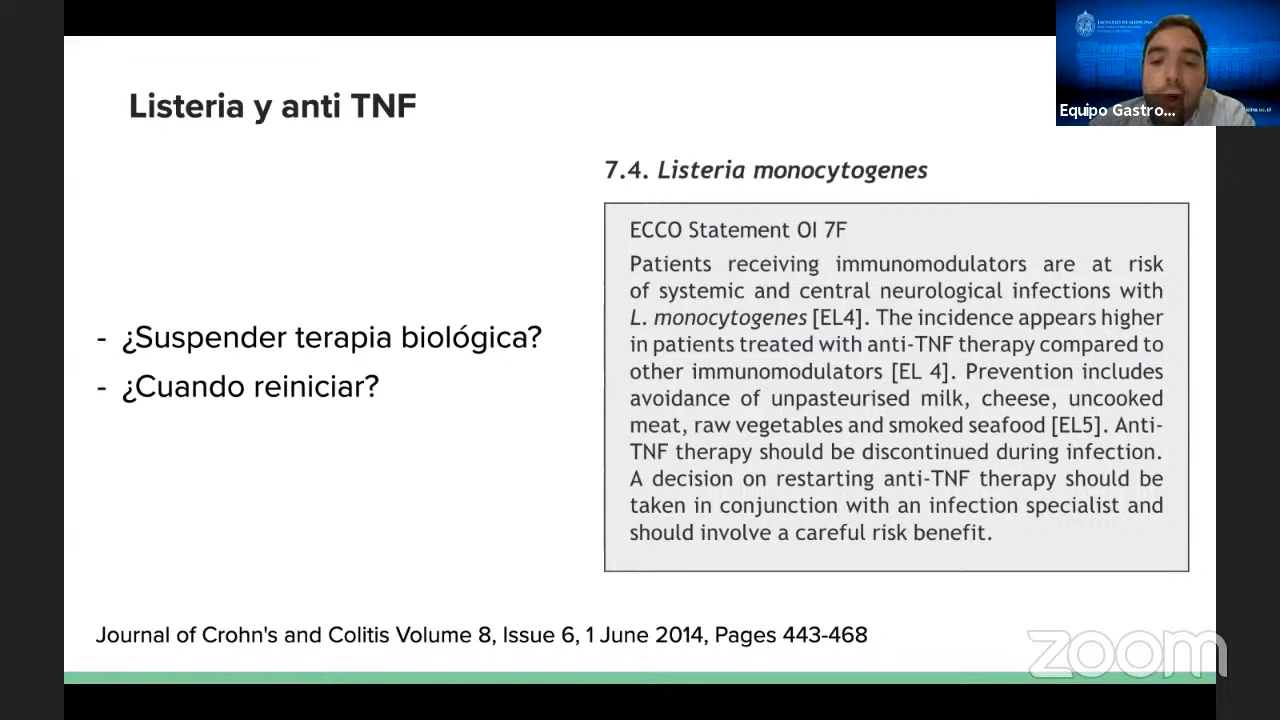 FACULTAD DE MEDICINA
Equipo Gastro...
Listeria y anti TNF
7.4. Listeria monocytogenes
ECCO Statement OI 7F
Patients receiving immunomodulators are at risk
of systemic and central neurological infections with
L. monocytogenes [EL4]. The incidence appears higher
in patients treated with anti-TNF therapy compared to
other immunomodulators [EL 4]. Prevention includes
avoidance of unpasteurised milk, cheese, uncooked
meat, raw vegetables and smoked seafood [EL5]. Anti-
TNF therapy should be discontinued during infection.
A decision on restarting anti-TNF therapy should be
taken in conjunction with an infection specialist and
should involve a careful risk benefit.
- ¿Suspender terapia biológica?
- ¿Cuando reiniciar?
Journal of Crohn's and Colitis Volume 8, Issue 6, 1 June 2014, Pages 443-468
zoom